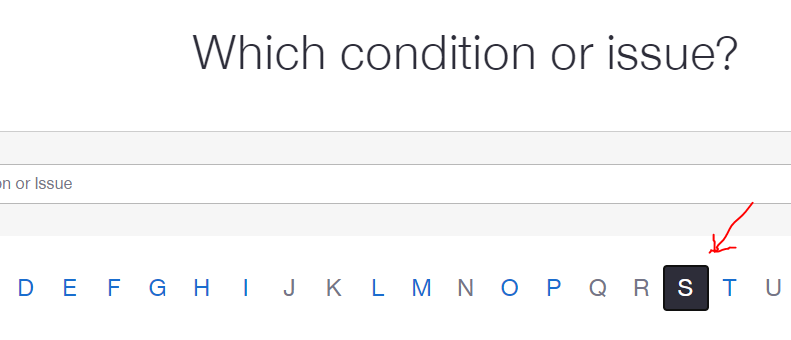 Which condition or issue?
on or Issue
D E F G H I J K L M N O P Q R S T U